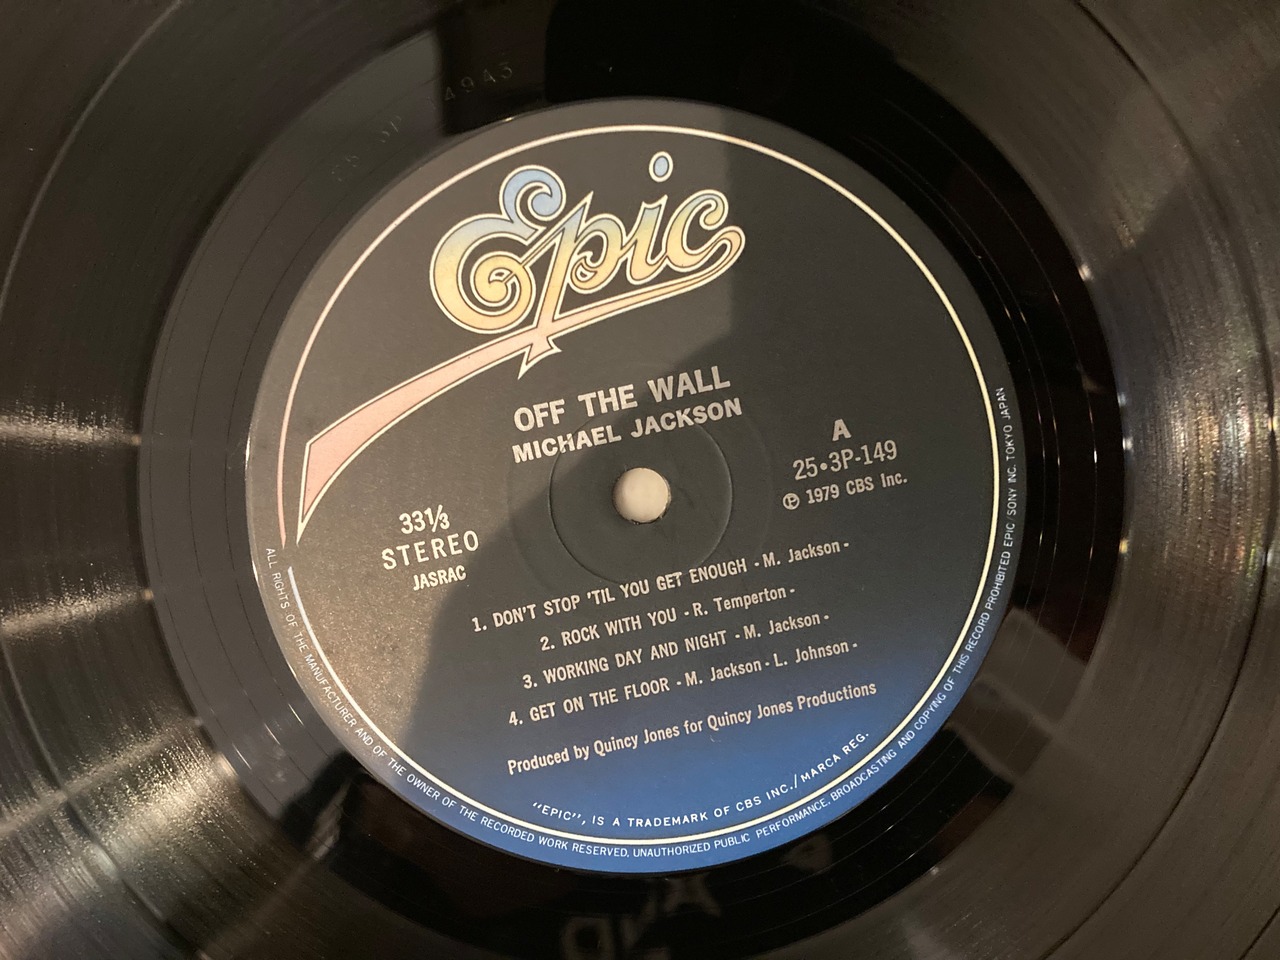 Epic
OFF THE WALL
MICHAEL JACKSON
33⅓
STEREO
JASRAC
A
25•3P-149
Ⓟ 1979 CBS Inc.
1. DON'T STOP 'TIL YOU GET ENOUGH - M. Jackson -
2. ROCK WITH YOU - R. Temperton -
3. WORKING DAY AND NIGHT - M. Jackson -
4. GET ON THE FLOOR - M. Jackson - L. Johnson -
Produced by Quincy Jones for Quincy Jones Productions
"EPIC", IS A TRADEMARK OF CBS INC./MARCA REG.
ALL RIGHTS OF THE MANUFACTURER AND OF THE OWNER OF THE RECORDED WORK RESERVED. UNAUTHORIZED PUBLIC PERFORMANCE. BROADCASTING AND COPYING OF THIS RECORD PROHIBITED EPIC/SONY INC. TOKYO JAPAN